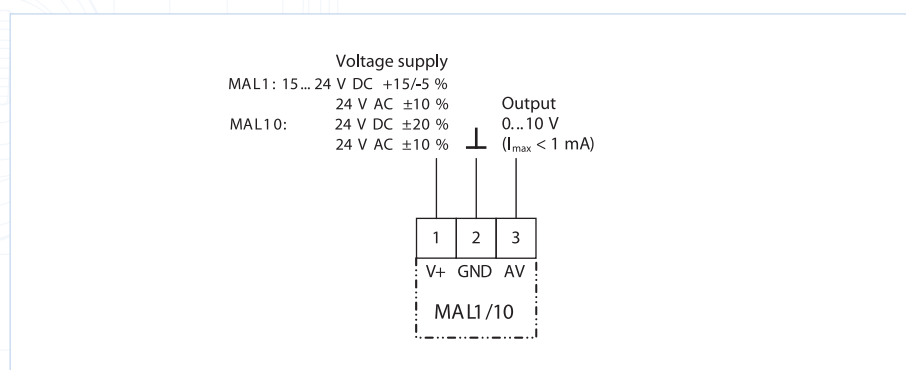 Voltage supply
MAL1: 15... 24 V DC +15/-5 %
24 V AC ±10 %
MAL10: 24 V DC ±20 %
24 V AC ±10 %
Output
0...10 V
(Imax < 1 mA)
1 2 3
V+ GND AV
MAL1/10